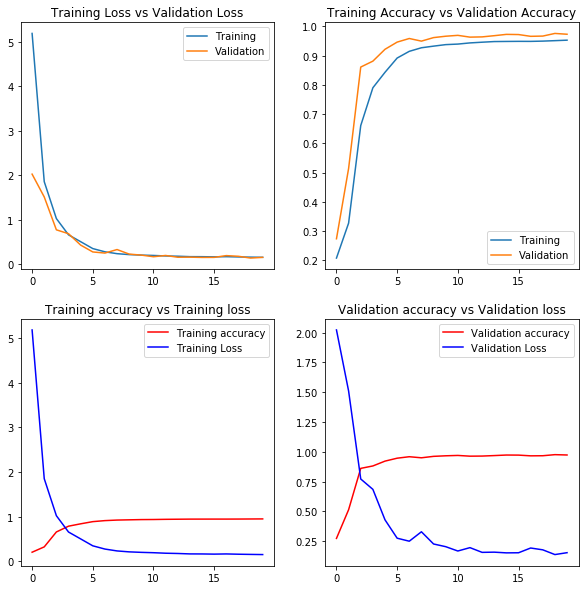 Training Loss vs Validation Loss
Training
Validation
5
4
3
2
1
0
0 5 10 15
Training Accuracy vs Validation Accuracy
1.0
0.9
0.8
0.7
0.6
0.5
0.4
0.3
0.2
Training
Validation
0 5 10 15
Training accuracy vs Training loss
Training accuracy
Training Loss
5
4
3
2
1
0
0 5 10 15
Validation accuracy vs Validation loss
Validation accuracy
Validation Loss
2.00
1.75
1.50
1.25
1.00
0.75
0.50
0.25
0 5 10 15